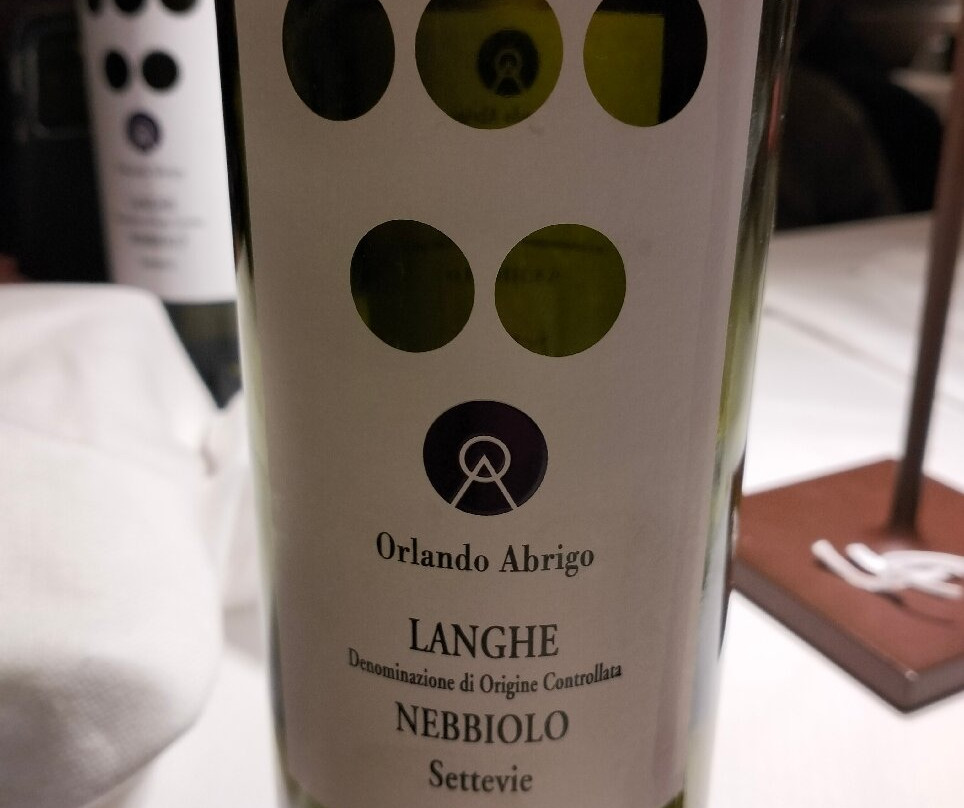 Orlando Abrigo
LANGHE
Denominazione di Origine Controllata
NEBBIOLO
Settevie